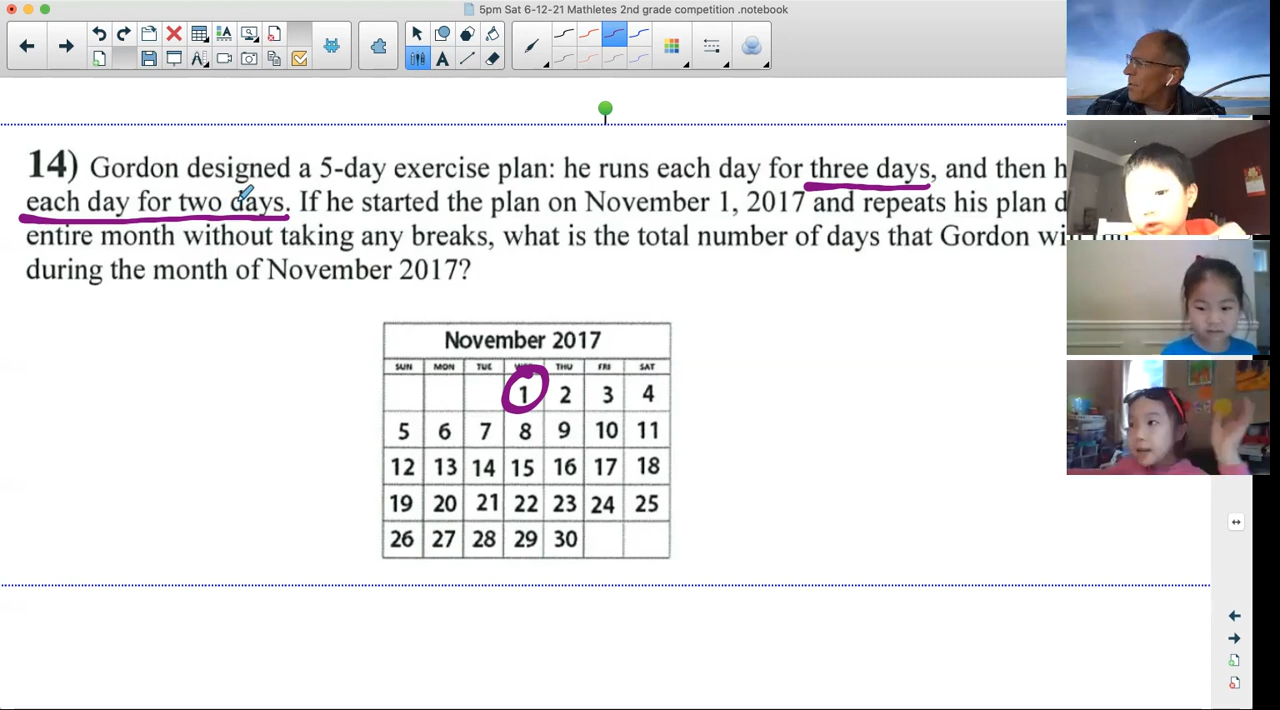 5pm Sat 6-12-21 Mathletes 2nd grade competition .notebook
14) Gordon designed a 5-day exercise plan: he runs each day for three days, and then
each day for two days. If he started the plan on November 1, 2017 and repeats his plan
entire month without taking any breaks, what is the total number of days that Gordon
during the month of November 2017?
November 2017
SUN MON TUE THU FRI SAT
1 2 3 4
5 6 7 8 9 10 11
12 13 14 15 16 17 18
19 20 21 22 23 24 25
26 27 28 29 30